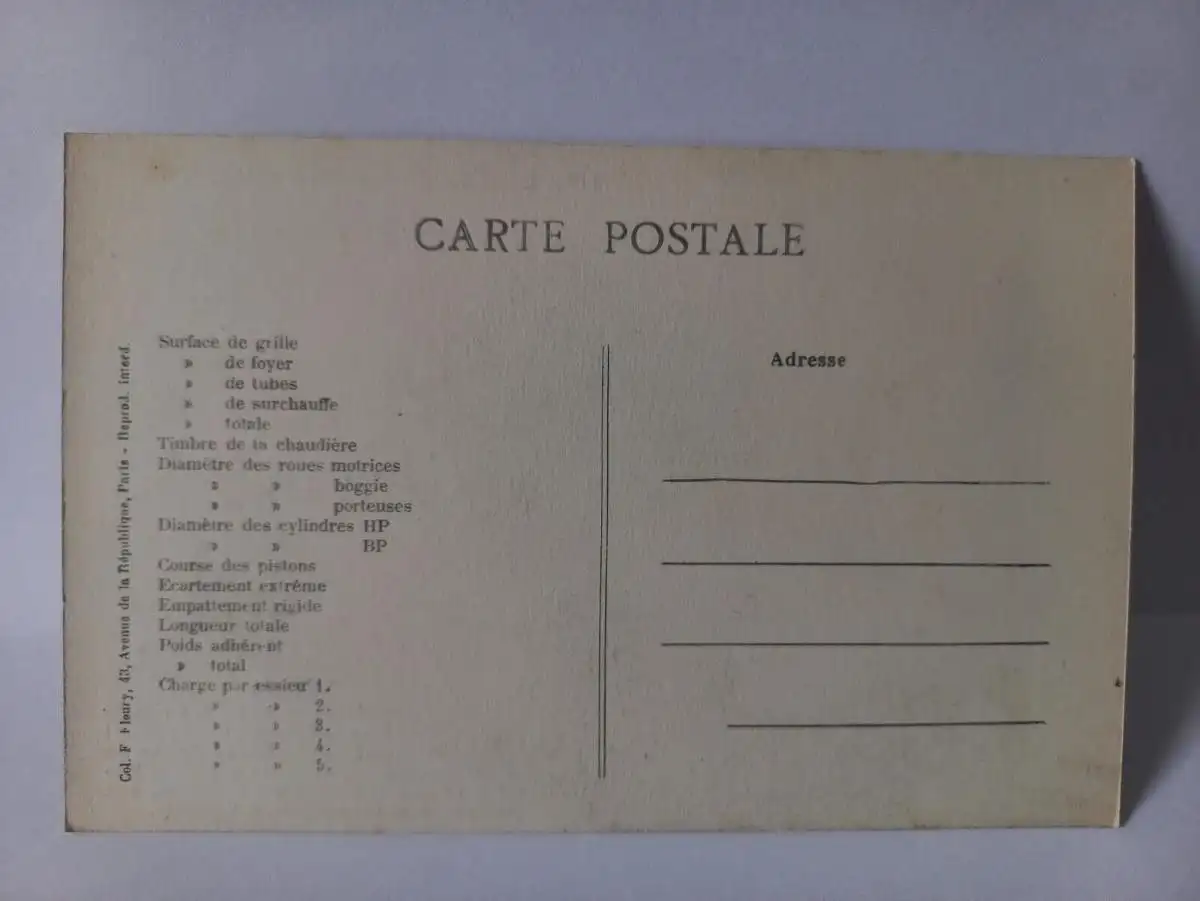 CARTE POSTALE
Col. F Fleury, 43, Avenue de la République, Paris - Reprod. interd.
Surface de grille
» de foyer
» de tubes
» de surchauffe
» totale
Timbre de la chaudière
Diamètre des roues motrices
» » boggie
» » porteuses
Diamètre des cylindres HP
» » BP
Course des pistons
Ecartement extrême
Empattement rigide
Longueur totale
Poids adhérent
» total
Charge par essieu 1.
» » 2.
» » 3.
» » 4.
» » 5.
Adresse